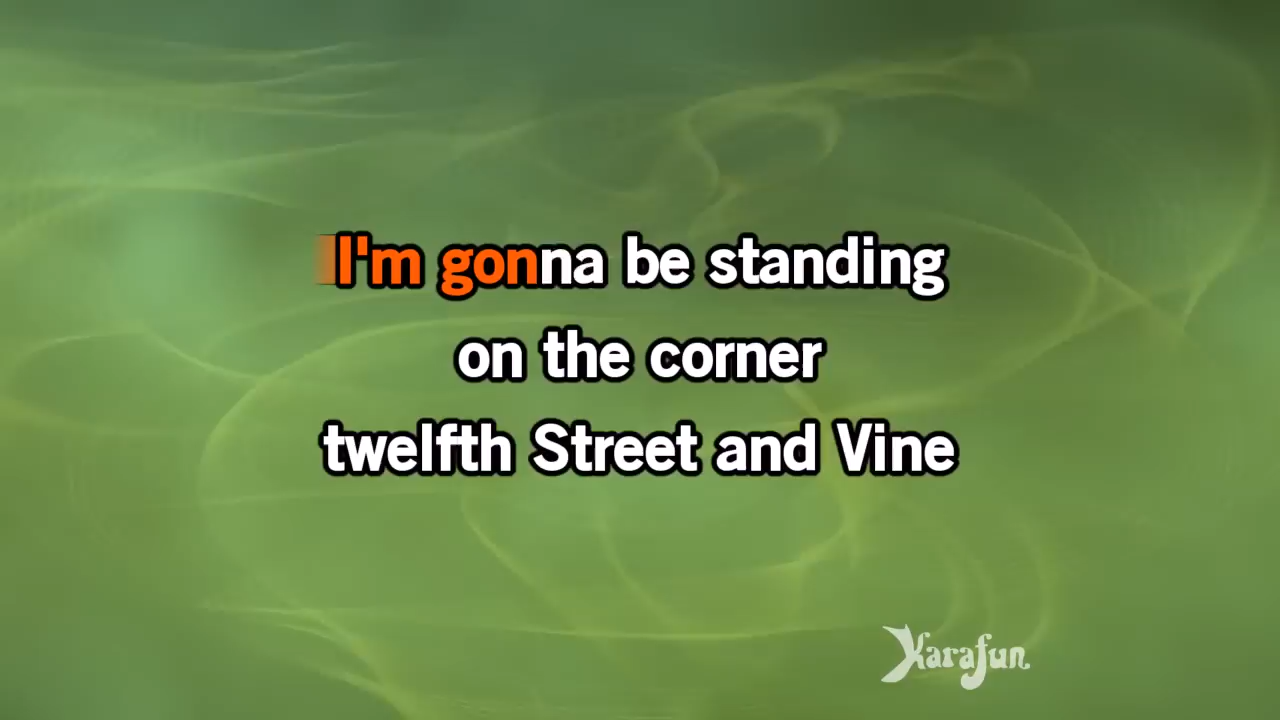 I'm gonna be standing
on the corner
twelfth Street and Vine
Karafun